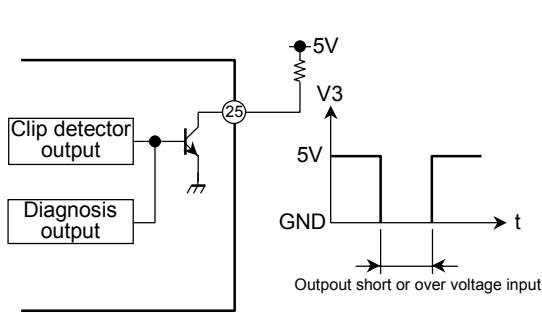 5V
V3
25
Clip detector
output
5V
Diagnosis
output
GND
t
Outpout short or over voltage input